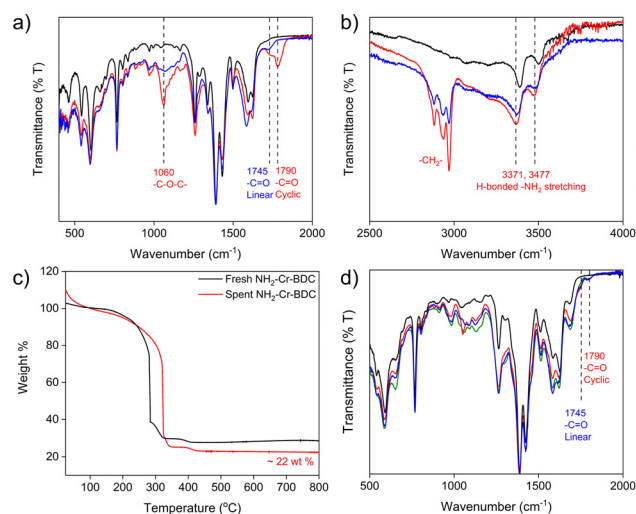 a)
Transmittance (% T)
1060
-C-O-C-
1745
-C=O
Linear
1790
-C=O
Cyclic
500 1000 1500 2000
Wavenumber (cm-1)
b)
Transmittance (% T)
-CH2-
3371, 3477
H-bonded -NH2 stretching
2500 3000 3500 4000
Wavenumber (cm-1)
c)
Weight %
100
80
60
40
20
Fresh NH2-Cr-BDC
Spent NH2-Cr-BDC
~ 22 wt %
100 200 300 400 500 600 700 800
Temperature (oC)
d)
Transmittance (% T)
1790
-C=O
Cyclic
1745
-C=O
Linear
500 1000 1500 2000
Wavenumber (cm-1)